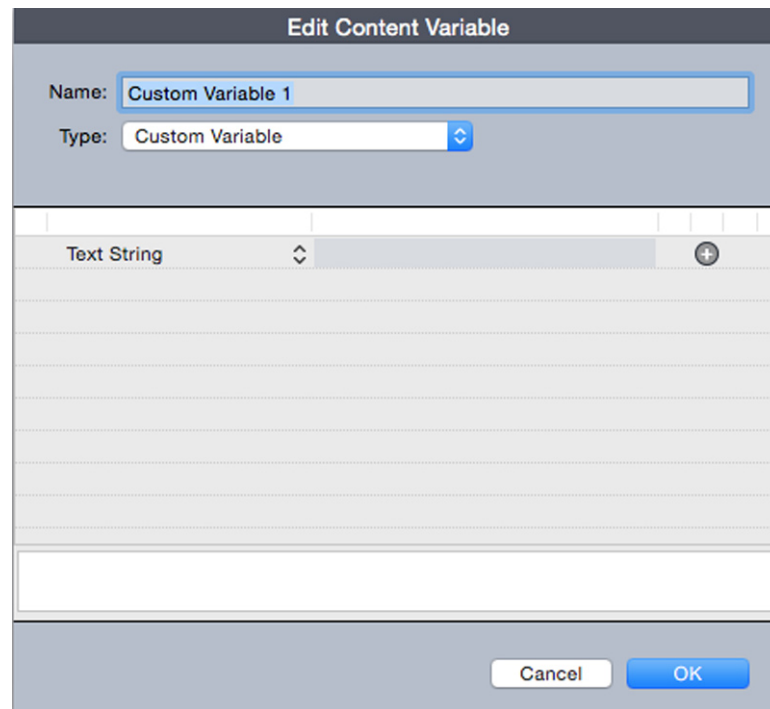 Edit Content Variable
Name: Custom Variable 1
Type: Custom Variable
Text String
Cancel OK